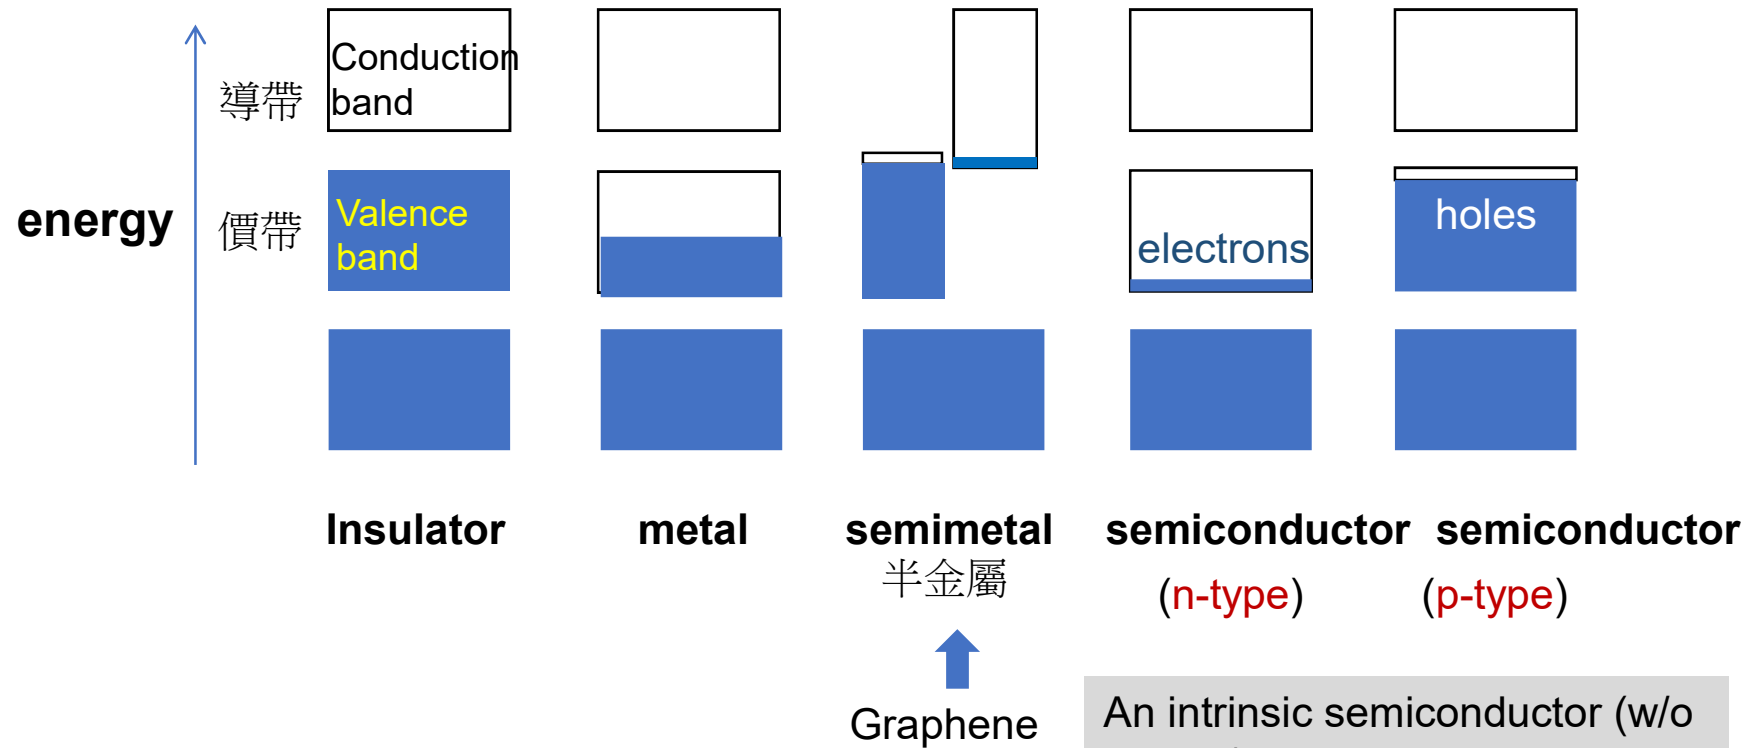 Conduction
band
導帶
energy
價帶
Valence
band
electrons
holes
Insulator
metal
semimetal
半金屬
semiconductor
(n-type)
semiconductor
(p-type)
Graphene
An intrinsic semiconductor (w/o